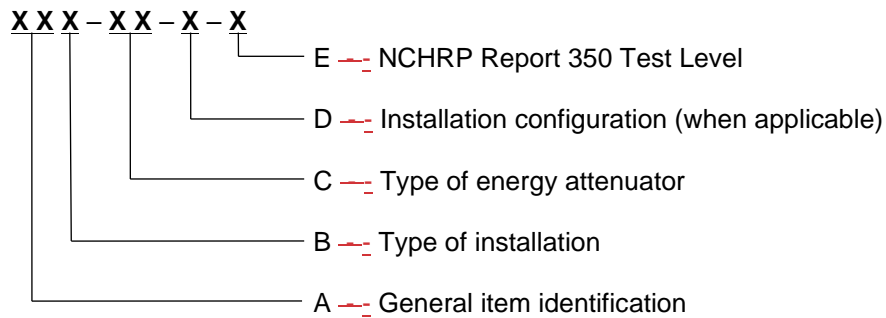 X X X – X X – X – X
E – - NCHRP Report 350 Test Level
D – - Installation configuration (when applicable)
C – - Type of energy attenuator
B – - Type of installation
A – - General item identification